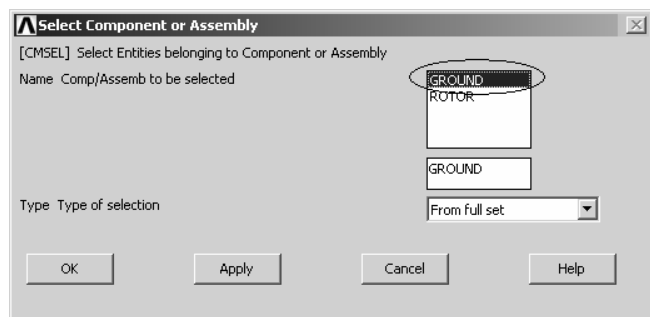 Select Component or Assembly
[CMSEL] Select Entities belonging to Component or Assembly
Name Comp/Assemb to be selected
GROUND
ROTOR
GROUND
Type Type of selection
From full set
OK Apply Cancel Help